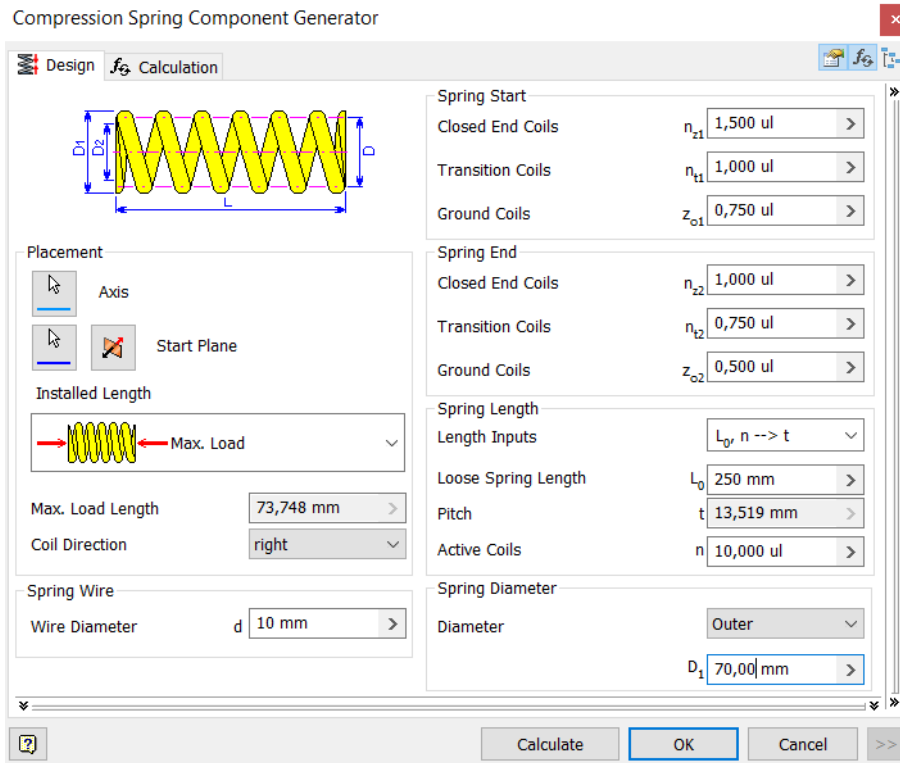 Compression Spring Component Generator
Design
fG Calculation
D1
D2
D
L
Placement
Axis
Start Plane
Installed Length
Max. Load
Max. Load Length 73,748 mm
Coil Direction right
Spring Wire
Wire Diameter d 10 mm
Spring Start
Closed End Coils nz1 1,500 ul
Transition Coils nt1 1,000 ul
Ground Coils zo1 0,750 ul
Spring End
Closed End Coils nz2 1,000 ul
Transition Coils nt2 0,750 ul
Ground Coils zo2 0,500 ul
Spring Length
Length Inputs L0, n --> t
Loose Spring Length L0 250 mm
Pitch t 13,519 mm
Active Coils n 10,000 ul
Spring Diameter
Diameter Outer
D1 70,00 mm
Calculate
OK
Cancel
>>